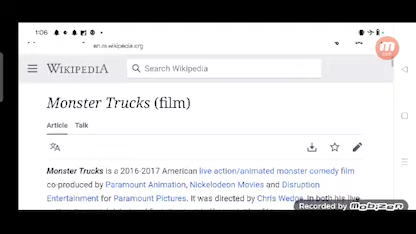 1:06
en.m.wikipedia.org
WIKIPEDIA
Search Wikipedia
Monster Trucks (film)
Article Talk
Monster Trucks is a 2016-2017 American live action/animated monster comedy film
co-produced by Paramount Animation, Nickelodeon Movies and Disruption
Entertainment for Paramount Pictures. It was directed by Chris Wedge. In both his live
Recorded by Mobizen